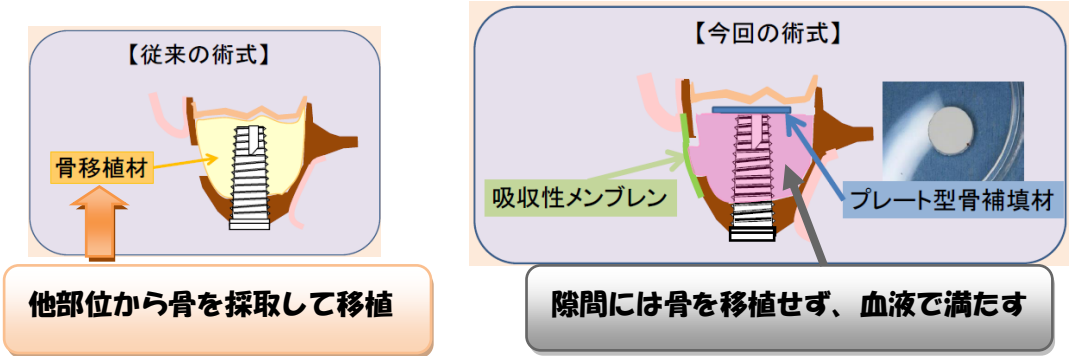 【従来の術式】
骨移植材
他部位から骨を採取して移植
【今回の術式】
吸収性メンブレン
プレート型骨補填材
隙間には骨を移植せず、血液で満たす